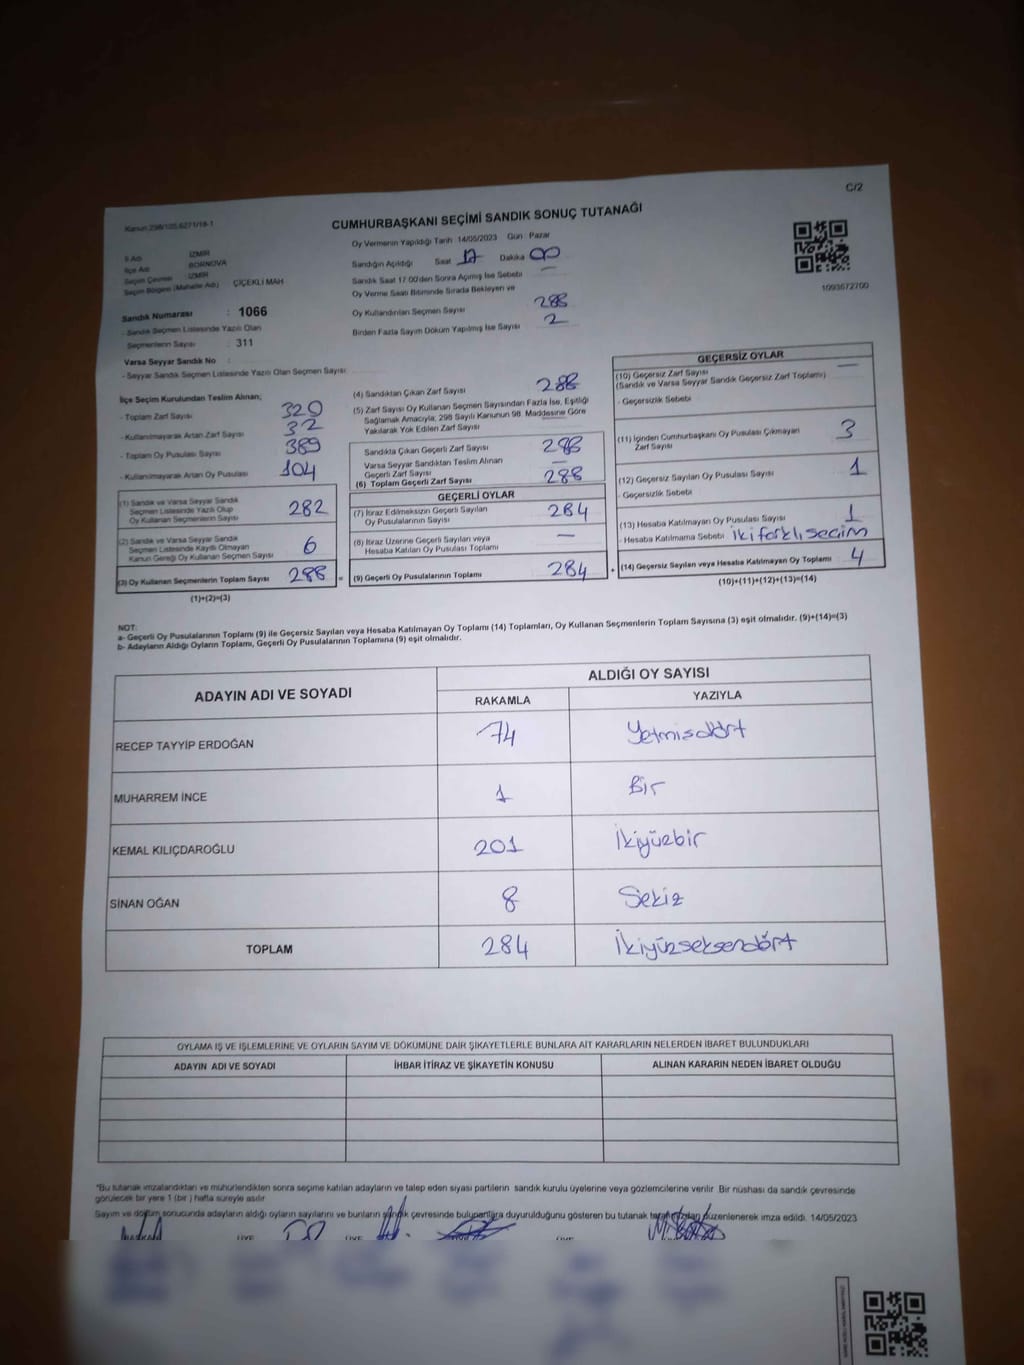 C/2
Kanun 298/105,6271/16-1
CUMHURBAŞKANI SEÇİMİ SANDIK SONUÇ TUTANAĞI
Oy Vermenin Yapıldığı Tarih 14/05/2023 Gün Pazar
İl Adı İZMİR
İlçe Adı BORNOVA
Seçim Çevresi İZMİR
Seçim Bölgesi (Mahalle Adı) ÇİÇEKLİ MAH
Sandığın Açıldığı Saat 17 Dakika 00
Sandık Saat 17:00'den Sonra Açılmış İse Sebebi —
Oy Verme Saati Bitiminde Sırada Bekleyen ve
Oy Kullandırılan Seçmen Sayısı 288
Birden Fazla Sayım Döküm Yapılmış İse Sayısı 2
1093672700
Sandık Numarası : 1066
- Sandık Seçmen Listesinde Yazılı Olan
Seçmenlerin Sayısı : 311
Varsa Seyyar Sandık No :
- Seyyar Sandık Seçmen Listesinde Yazılı Olan Seçmen Sayısı:
İlçe Seçim Kurulundan Teslim Alınan;
- Toplam Zarf Sayısı 320
- Kullanılmayarak Artan Zarf Sayısı 32
- Toplam Oy Pusulası Sayısı 389
- Kullanılmayarak Artan Oy Pusulası 104
(1) Sandık ve Varsa Seyyar Sandık
Seçmen Listesinde Yazılı Olup
Oy Kullanan Seçmenlerin Sayısı 282
(2) Sandık ve Varsa Seyyar Sandık
Seçmen Listesinde Kayıtlı Olmayan
Kanun Gereği Oy Kullanan Seçmen Sayısı 6
(3) Oy Kullanan Seçmenlerin Toplam Sayısı 288 =
(1)+(2)=(3)
(4) Sandıktan Çıkan Zarf Sayısı 288
(5) Zarf Sayısı Oy Kullanan Seçmen Sayısından Fazla İse, Eşitliği
Sağlamak Amacıyla; 298 Sayılı Kanunun 98. Maddesine Göre
Yakılarak Yok Edilen Zarf Sayısı
Sandıkta Çıkan Geçerli Zarf Sayısı 288
Varsa Seyyar Sandıktan Teslim Alınan
Geçerli Zarf Sayısı —
(6) Toplam Geçerli Zarf Sayısı 288
GEÇERLİ OYLAR
(7) İtiraz Edilmeksizin Geçerli Sayılan
Oy Pusulalarının Sayısı 284
(8) İtiraz Üzerine Geçerli Sayılan veya
Hesaba Katılan Oy Pusulası Toplamı —
(9) Geçerli Oy Pusulalarının Toplamı 284 +
GEÇERSİZ OYLAR
(10) Geçersiz Zarf Sayısı —
(Sandık ve Varsa Seyyar Sandık Geçersiz Zarf Toplamı)
- Geçersizlik Sebebi
(11) İçinden Cumhurbaşkanı Oy Pusulası Çıkmayan
Zarf Sayısı 3
(12) Geçersiz Sayılan Oy Pusulası Sayısı 1
- Geçersizlik Sebebi
(13) Hesaba Katılmayan Oy Pusulası Sayısı 1
- Hesaba Katılmama Sebebi iki farklı seçim
(14) Geçersiz Sayılan veya Hesaba Katılmayan Oy Toplamı 4
(10)+(11)+(12)+(13)=(14)
NOT:
a- Geçerli Oy Pusulalarının Toplamı (9) ile Geçersiz Sayılan veya Hesaba Katılmayan Oy Toplamı (14) Toplamları, Oy Kullanan Seçmenlerin Toplam Sayısına (3) eşit olmalıdır. (9)+(14)=(3)
b- Adayların Aldığı Oyların Toplamı, Geçerli Oy Pusulalarının Toplamına (9) eşit olmalıdır.
ADAYIN ADI VE SOYADI ALDIĞI OY SAYISI
RAKAMLA YAZIYLA
RECEP TAYYİP ERDOĞAN 74 Yetmişdört
MUHARREM İNCE 1 Bir
KEMAL KILIÇDAROĞLU 201 İkiyüzbir
SİNAN OĞAN 8 Sekiz
TOPLAM 284 İkiyüzseksendört
OYLAMA İŞ VE İŞLEMLERİNE VE OYLARIN SAYIM VE DÖKÜMÜNE DAİR ŞİKAYETLERLE BUNLARA AİT KARARLARIN NELERDEN İBARET BULUNDUKLARI
ADAYIN ADI VE SOYADI İHBAR İTİRAZ VE ŞİKAYETİN KONUSU ALINAN KARARIN NEDEN İBARET OLDUĞU
*Bu tutanak imzalandıktan ve mühürlendikten sonra seçime katılan adayların ve talep eden siyasi partilerin sandık kurulu üyelerine veya gözlemcilerine verilir. Bir nüshası da sandık çevresinde
görülecek bir yere 1 (bir) hafta süreyle asılır
Sayım ve döküm sonucunda adayların aldığı oyların sayılarını ve bunların sandık çevresinde bulunanlara duyurulduğunu gösteren bu tutanak tarafımızdan düzenlenerek imza edildi. 14/05/2023